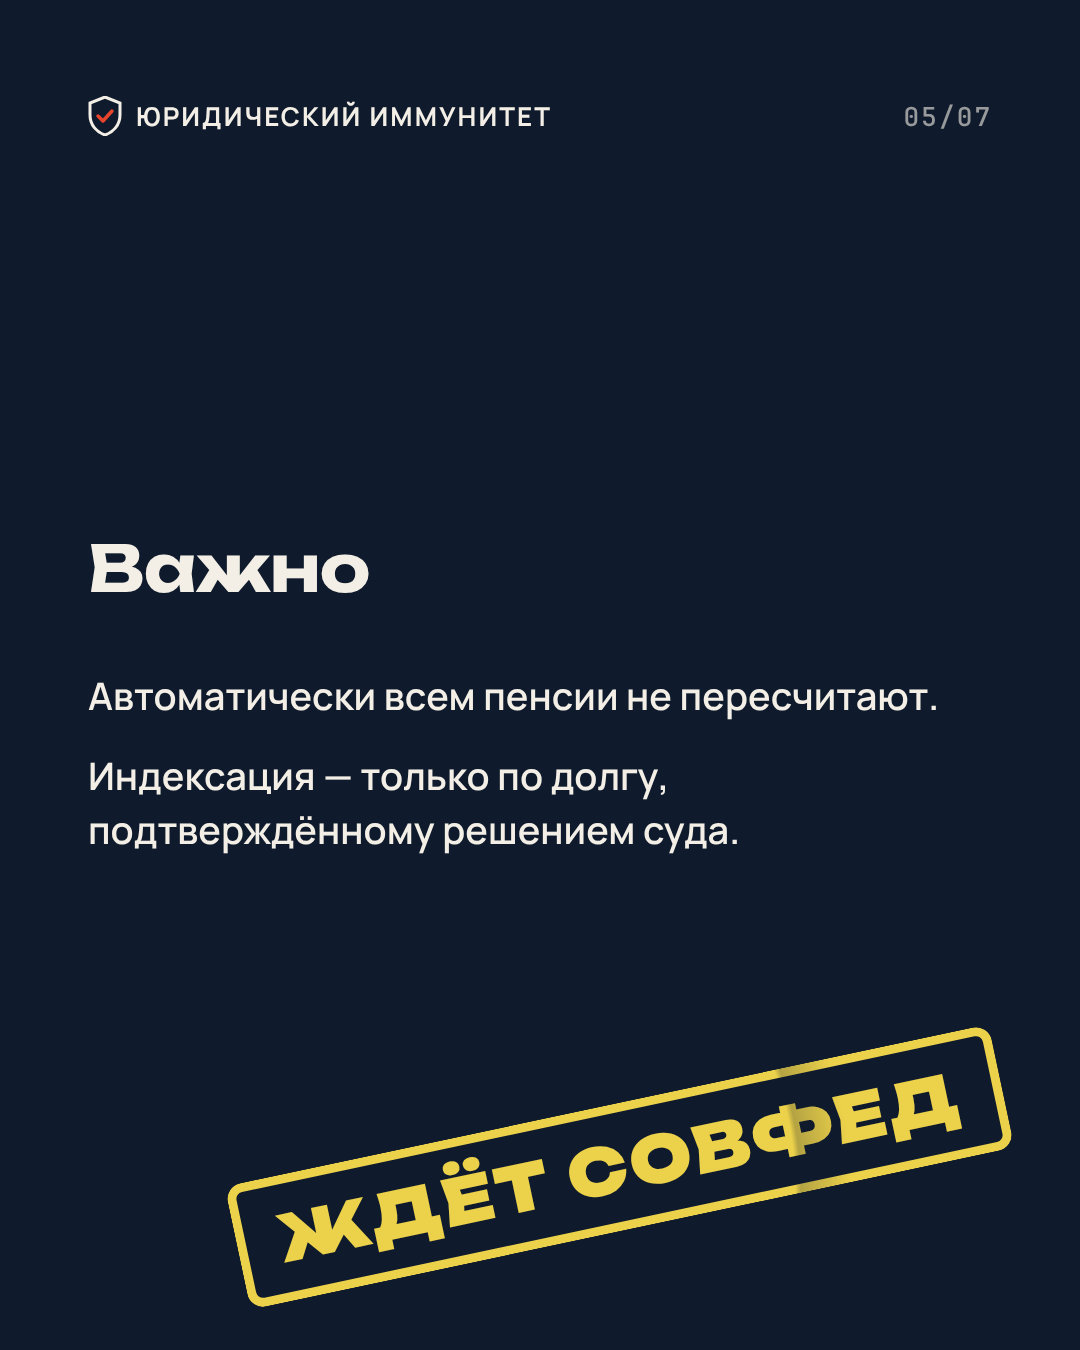 ЮРИДИЧЕСКИЙ ИММУНИТЕТ
05/07
Важно
Автоматически всем пенсии не пересчитают.
Индексация — только по долгу,
подтверждённому решением суда.
ЖДЁТ СОВФЕД